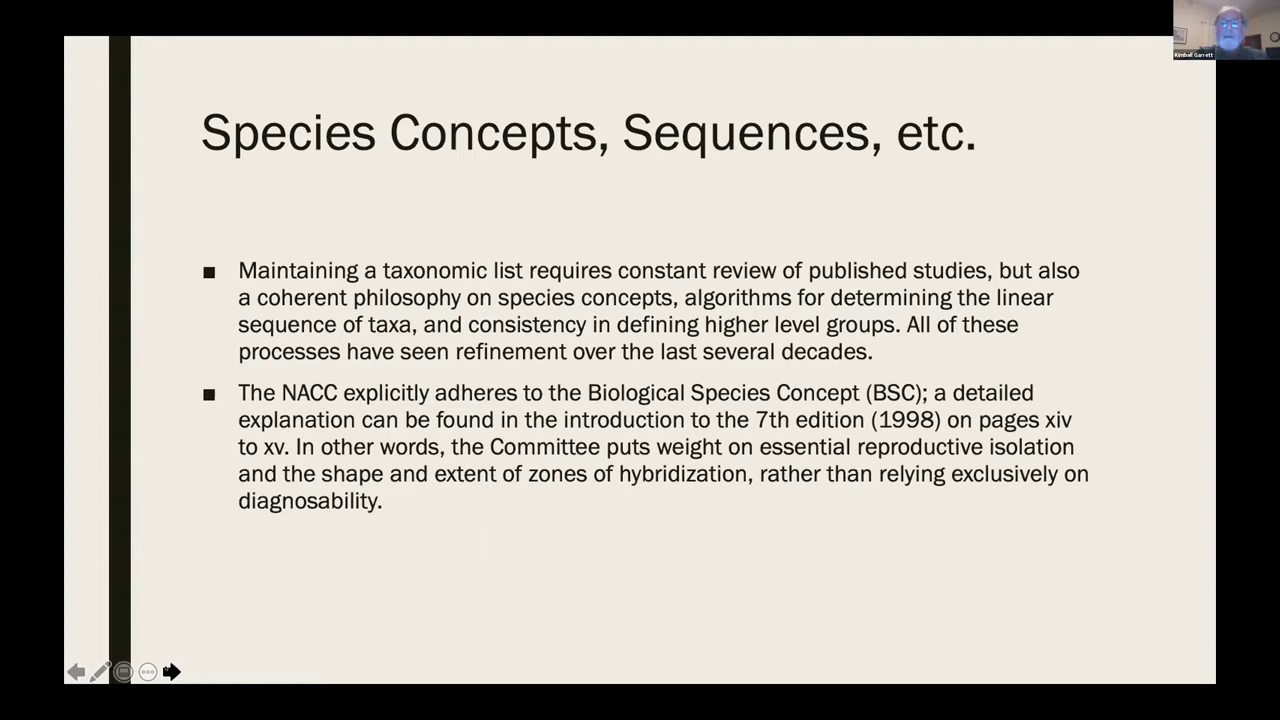 Kimball Garrett
Species Concepts, Sequences, etc.
■ Maintaining a taxonomic list requires constant review of published studies, but also
a coherent philosophy on species concepts, algorithms for determining the linear
sequence of taxa, and consistency in defining higher level groups. All of these
processes have seen refinement over the last several decades.
■ The NACC explicitly adheres to the Biological Species Concept (BSC); a detailed
explanation can be found in the introduction to the 7th edition (1998) on pages xiv
to xv. In other words, the Committee puts weight on essential reproductive isolation
and the shape and extent of zones of hybridization, rather than relying exclusively on
diagnosability.